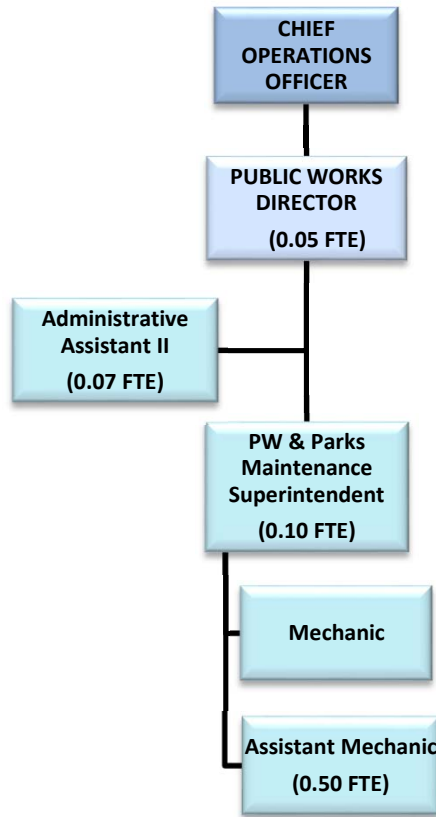 CHIEF
OPERATIONS
OFFICER
PUBLIC WORKS
DIRECTOR
(0.05 FTE)
Administrative
Assistant II
(0.07 FTE)
PW & Parks
Maintenance
Superintendent
(0.10 FTE)
Mechanic
Assistant Mechanic
(0.50 FTE)